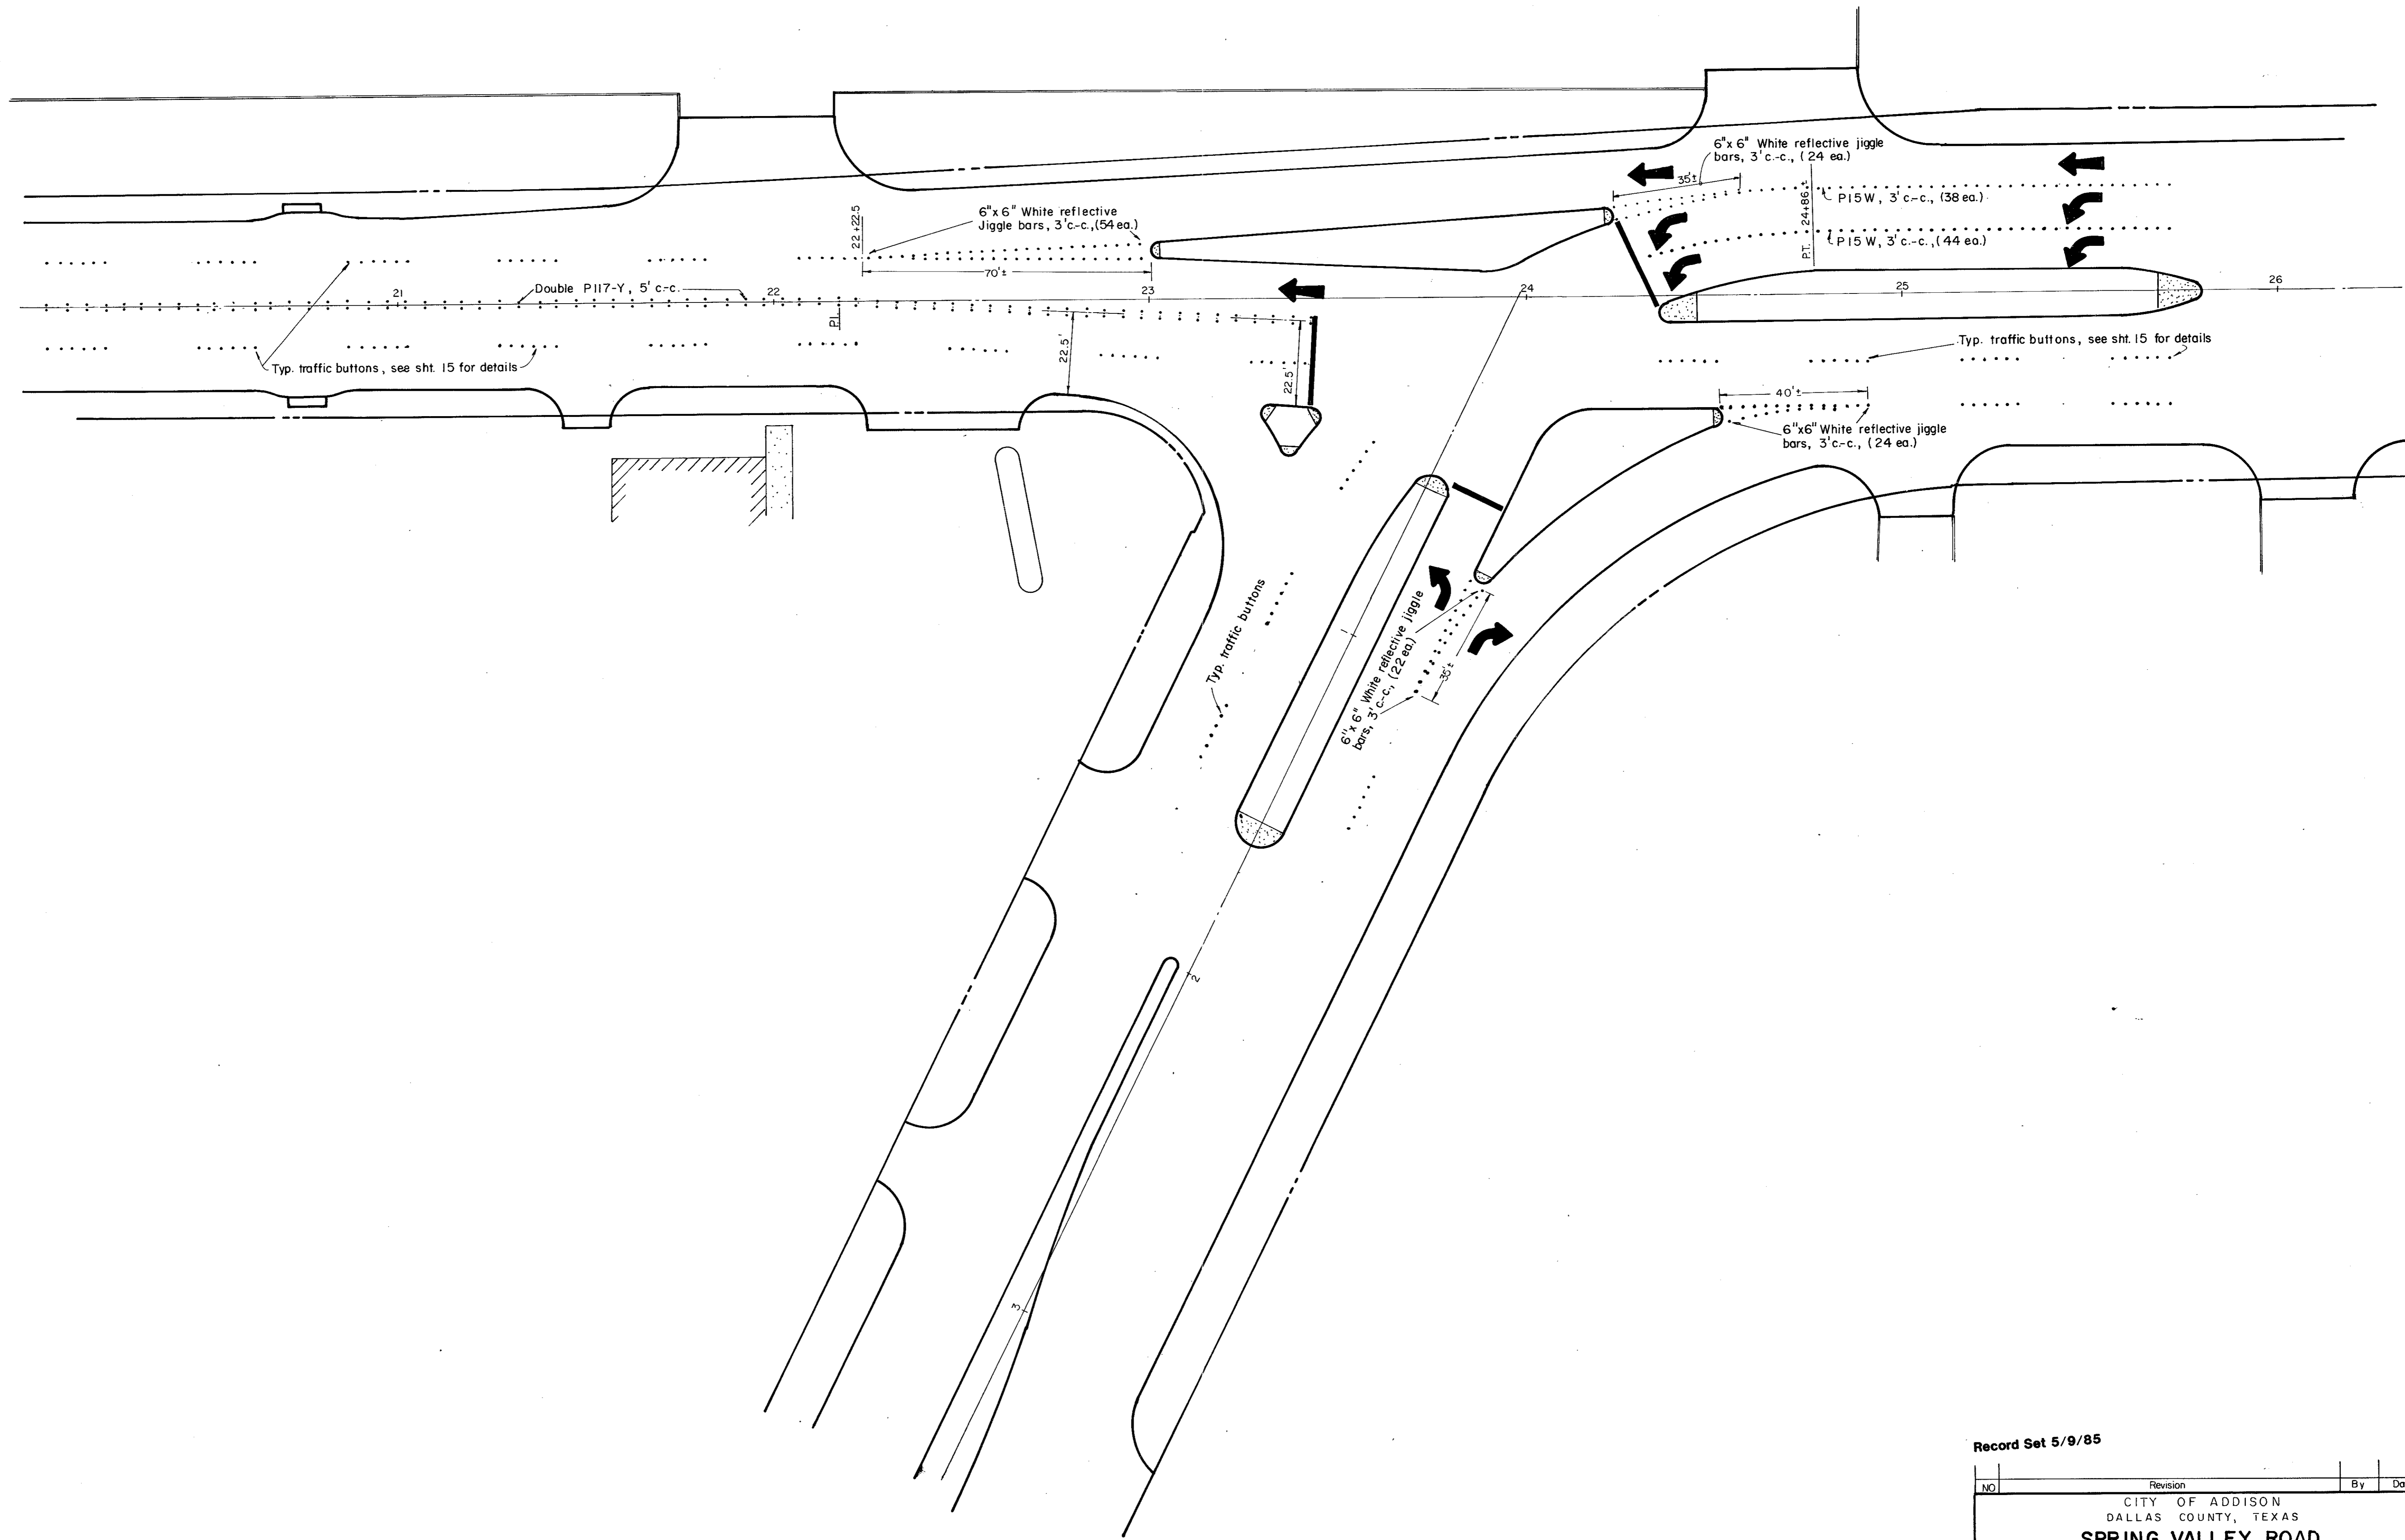 6"x 6" White reflective jiggle
bars, 3'c.-c., (24 ea.)
35'±
P15W, 3'c.-c., (38 ea.)
P.T. 24+86.±
P15W, 3'c.-c., (44 ea.)
22+22.5
6"x 6" White reflective
Jiggle bars, 3'c.-c., (54 ea.)
70'±
21
Double P117-Y, 5' c-c.
22
23
24
25
26
P.I.
22.5'
22.5'
Typ. traffic buttons, see sht. 15 for details
Typ. traffic buttons, see sht. 15 for details
40'±
6"x6" White reflective jiggle
bars, 3'c.-c., (24 ea.)
Typ. traffic buttons
1
6"x 6" White reflective jiggle
bars, 3'c.-c., (22 ea.)
35'±
2
3
Record Set 5/9/85
NO Revision By
CITY OF ADDISON
DALLAS COUNTY, TEXAS
SPRING VALLEY ROAD